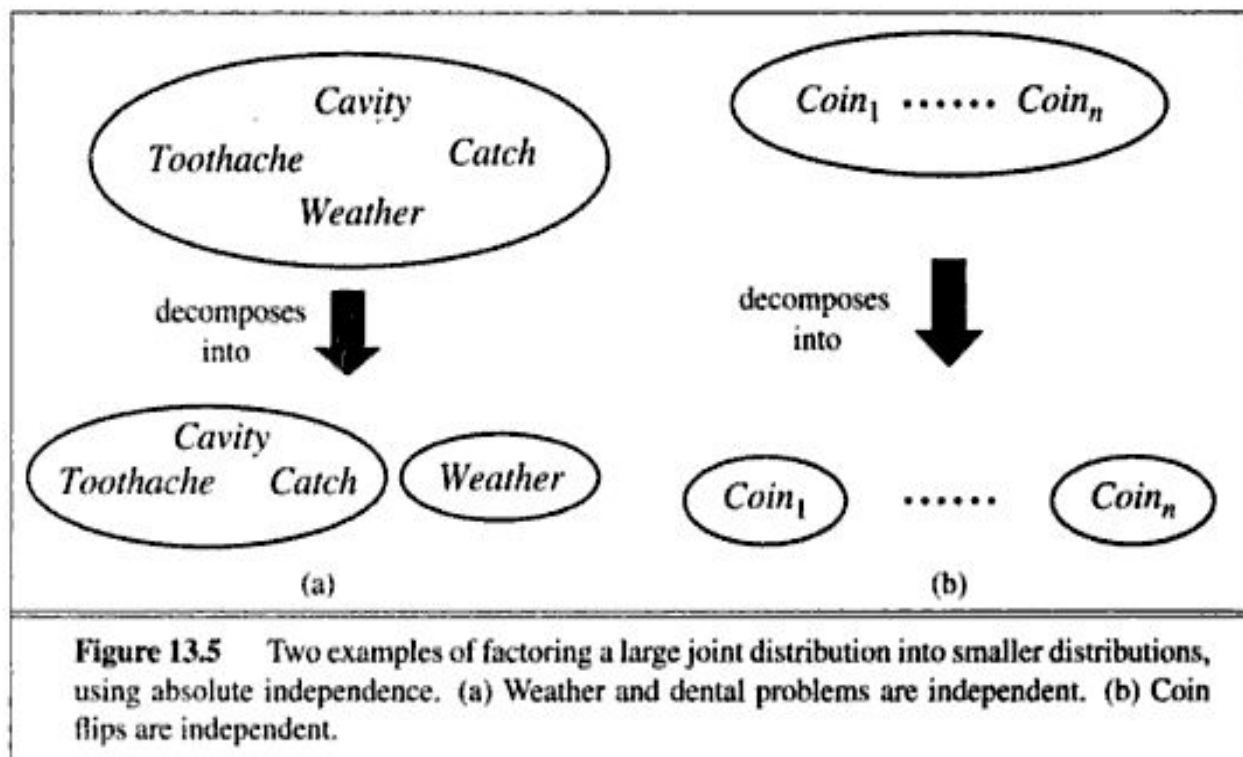 Cavity
Toothache Catch
Weather
decomposes
into
Cavity
Toothache Catch
Weather
(a)
Coin₁ ······ Coinₙ
decomposes
into
Coin₁ ······ Coinₙ
(b)
Figure 13.5 Two examples of factoring a large joint distribution into smaller distributions,
using absolute independence. (a) Weather and dental problems are independent. (b) Coin
flips are independent.